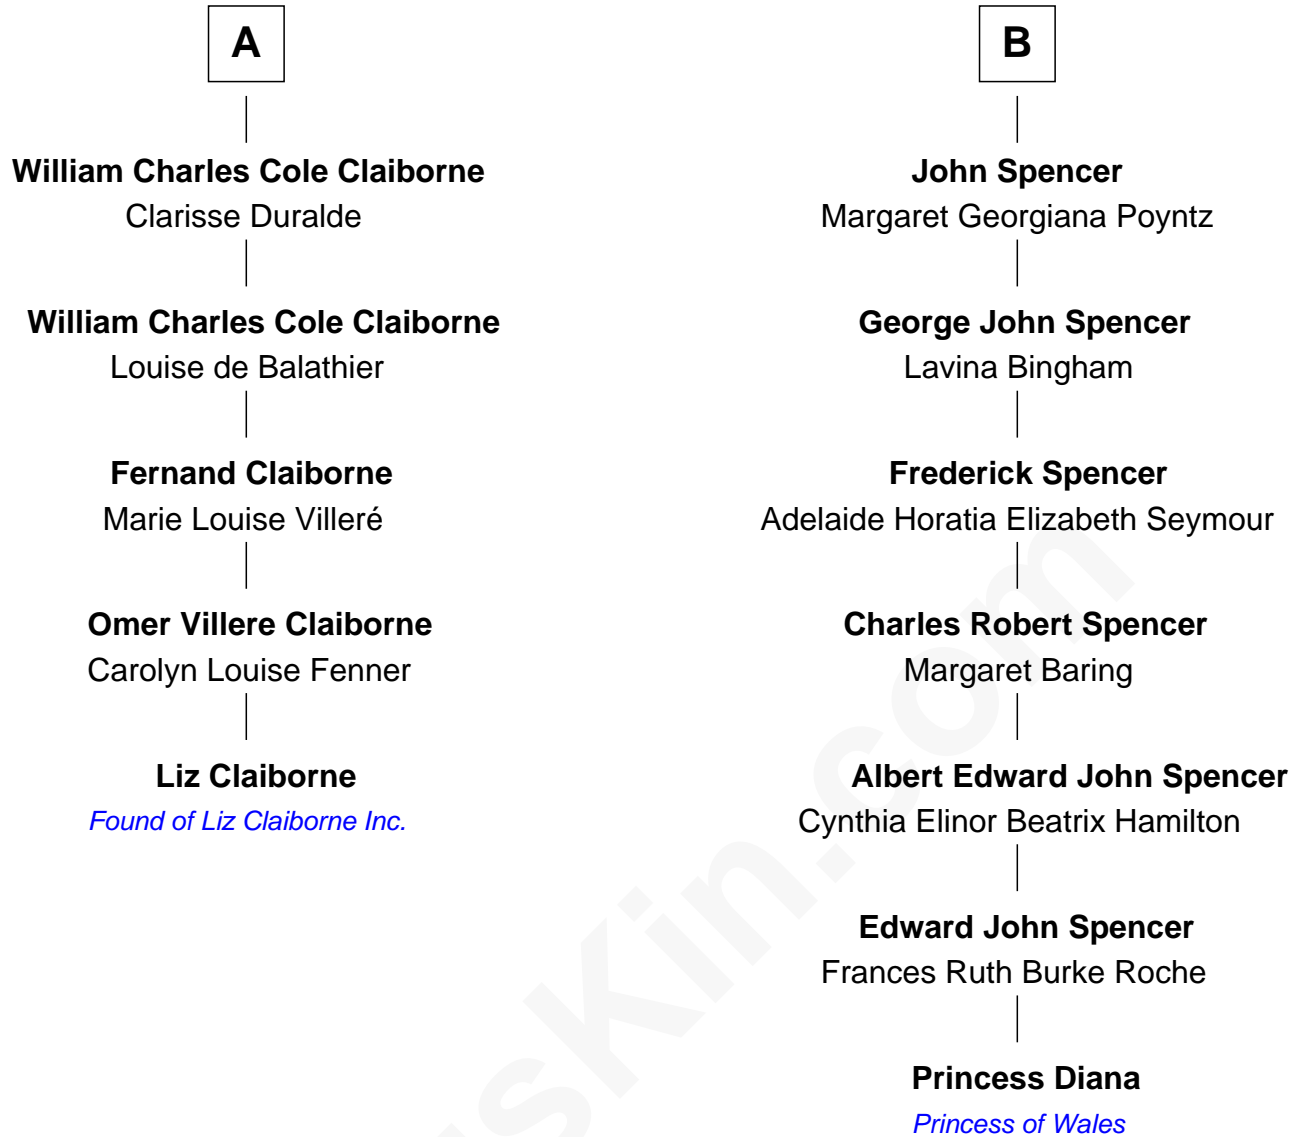 A
William Charles Cole Claiborne
Clarisse Duralde
William Charles Cole Claiborne
Louise de Balathier
Fernand Claiborne
Marie Louise Villeré
Omer Villere Claiborne
Carolyn Louise Fenner
Liz Claiborne
Found of Liz Claiborne Inc.
B
John Spencer
Margaret Georgiana Poyntz
George John Spencer
Lavina Bingham
Frederick Spencer
Adelaide Horatia Elizabeth Seymour
Charles Robert Spencer
Margaret Baring
Albert Edward John Spencer
Cynthia Elinor Beatrix Hamilton
Edward John Spencer
Frances Ruth Burke Roche
Princess Diana
Princess of Wales
sKin.com